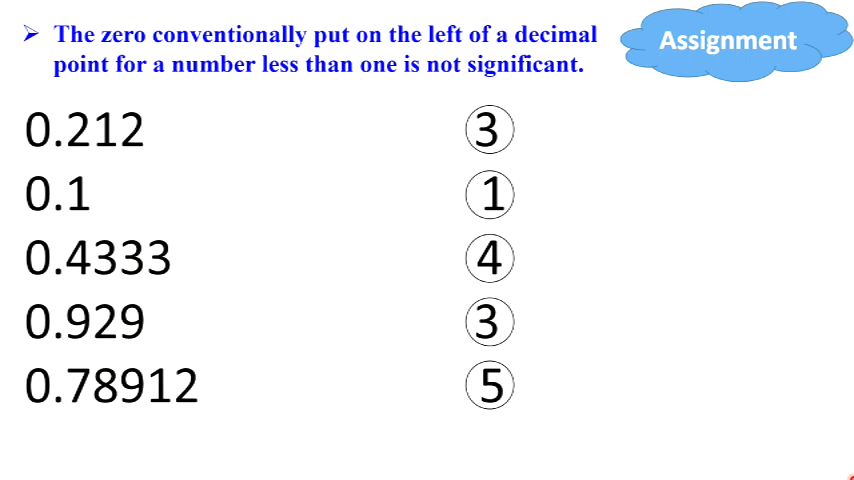 ➢ The zero conventionally put on the left of a decimal
point for a number less than one is not significant.
Assignment
0.212 3
0.1 1
0.4333 4
0.929 3
0.78912 5